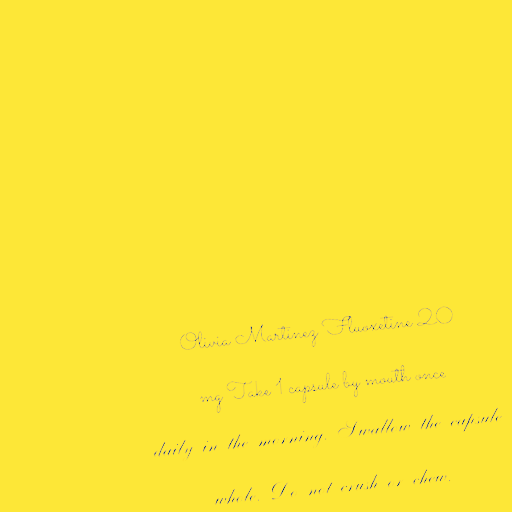 Olivia Martinez Fluoxetine 20
mg Take 1 capsule by mouth once
daily in the morning. Swallow the capsule
whole. Do not crush or chew.